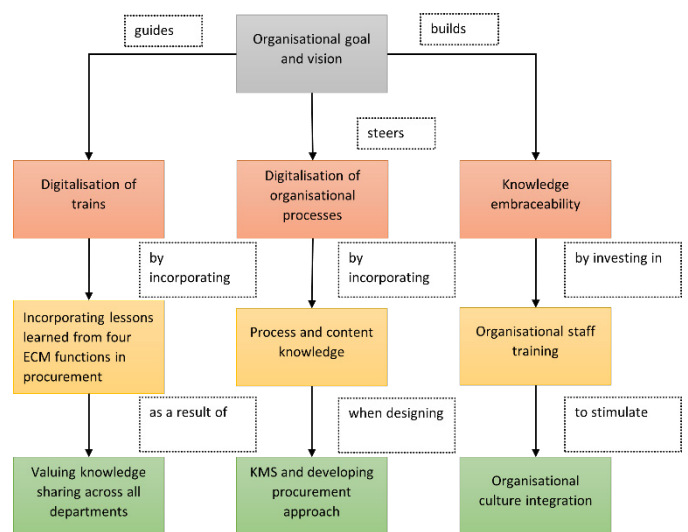 guides
Organisational goal
and vision
builds
steers
Digitalisation of
trains
Digitalisation of
organisational
processes
Knowledge
embraceability
by
incorporating
by
incorporating
by investing in
Incorporating lessons
learned from four
ECM functions in
procurement
Process and content
knowledge
Organisational staff
training
as a result of
when designing
to stimulate
Valuing knowledge
sharing across all
departments
KMS and developing
procurement
approach
Organisational
culture integration